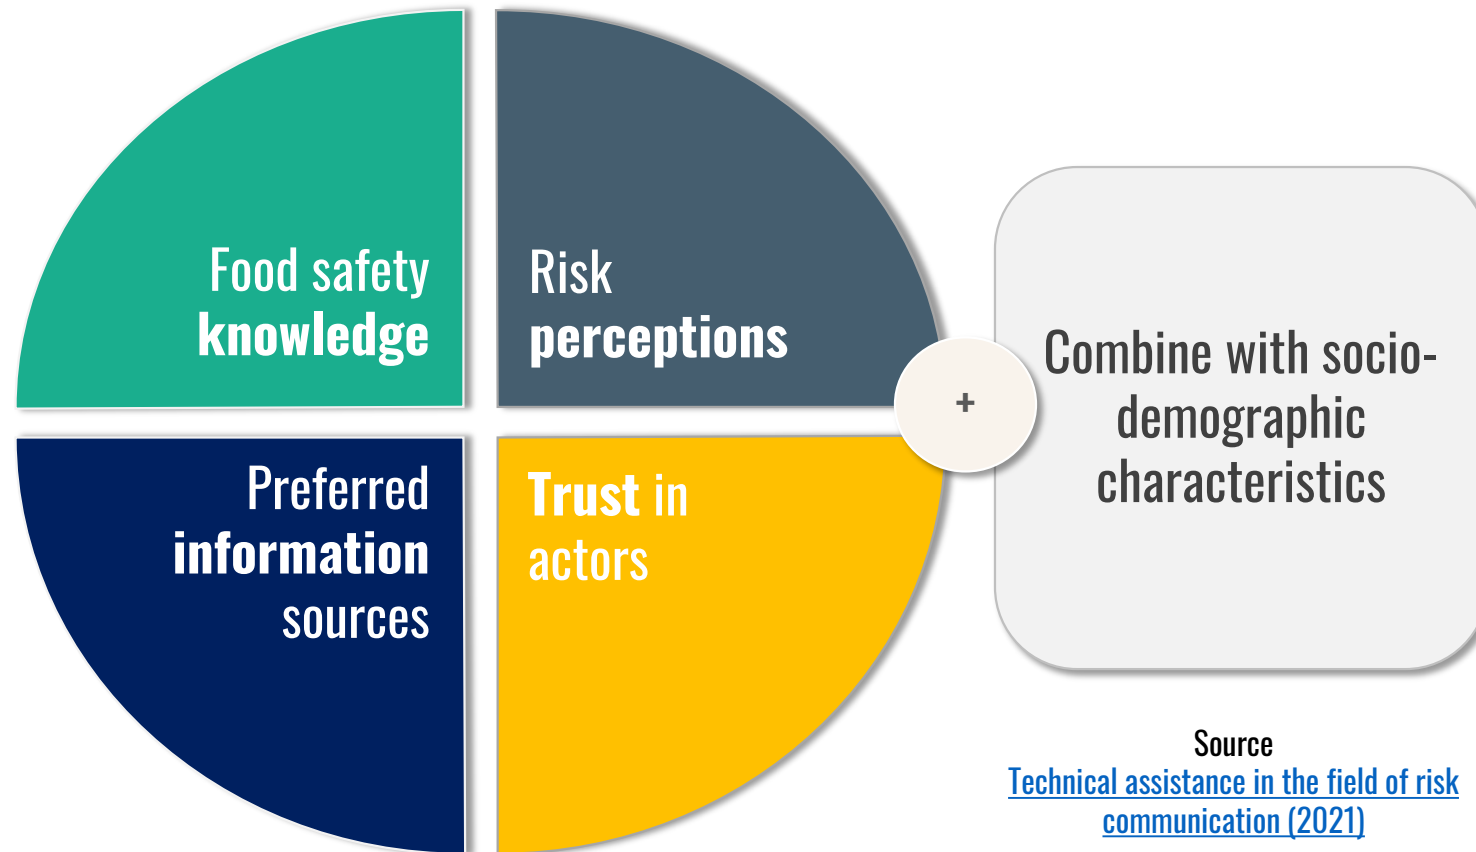 Food safety
knowledge
Risk
perceptions
Preferred
information
sources
Trust in
actors
+
Combine with socio-
demographic
characteristics
Source
Technical assistance in the field of risk
communication (2021)